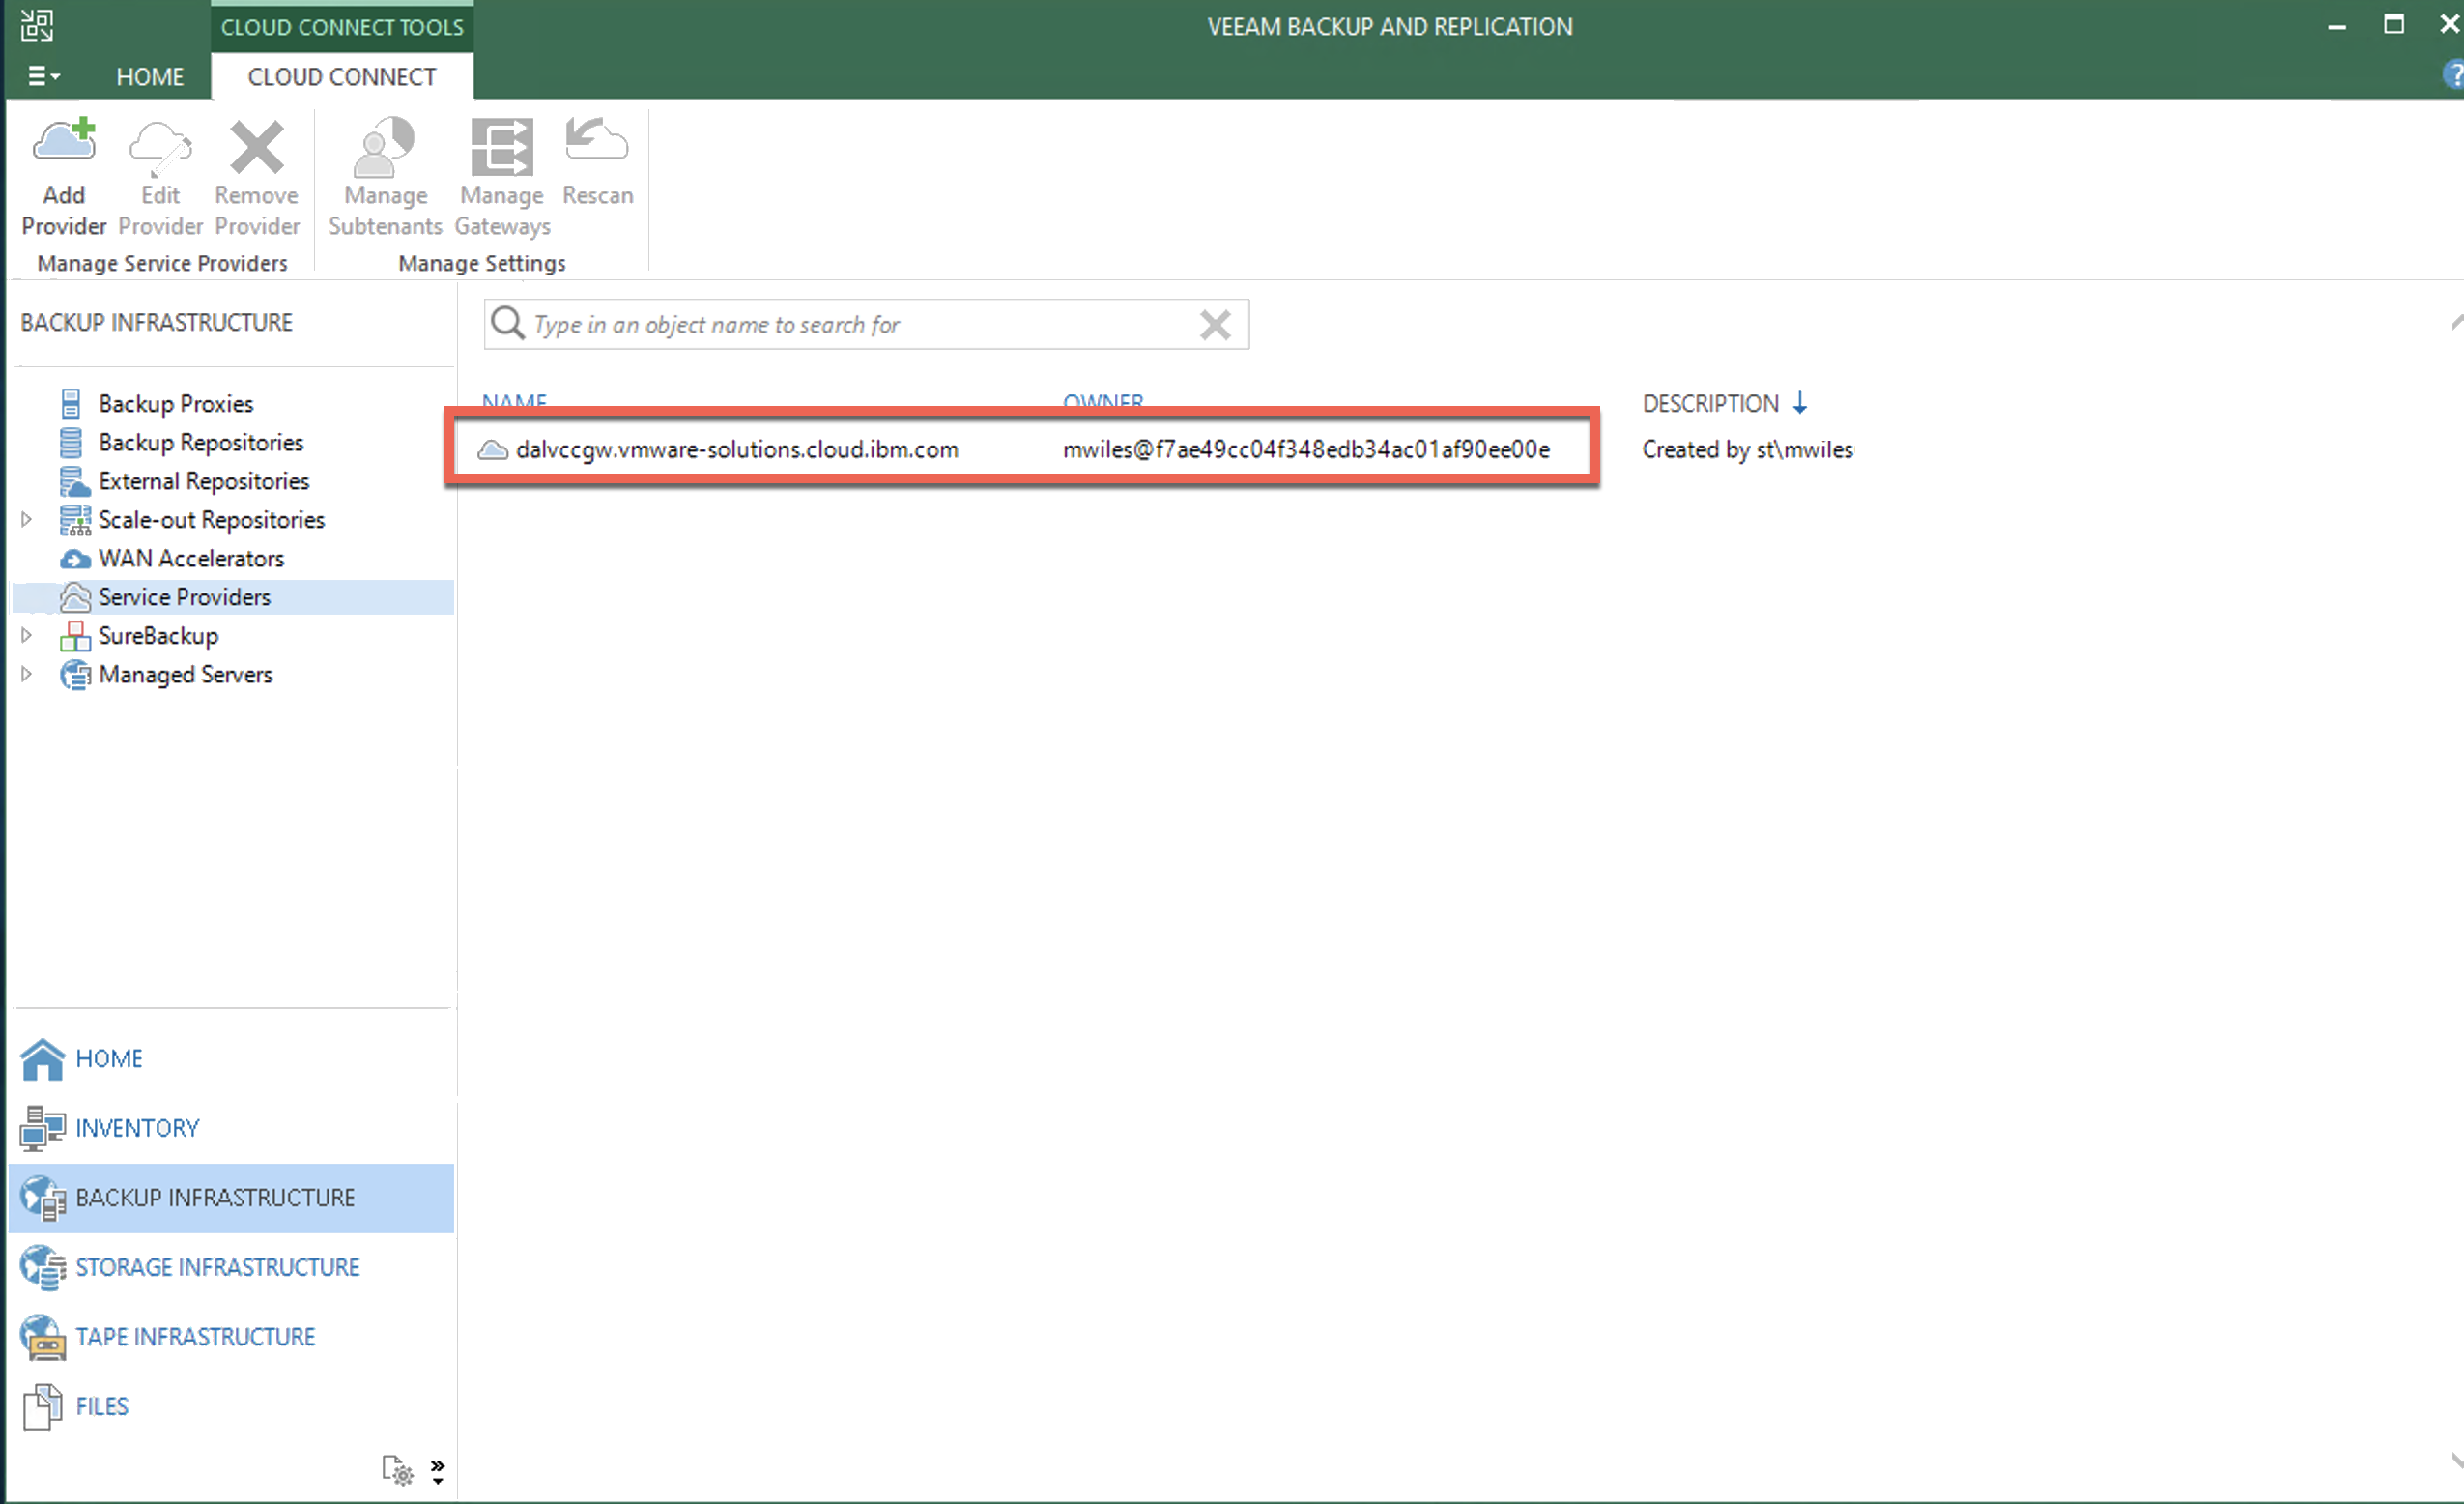 CLOUD CONNECT TOOLS
VEEAM BACKUP AND REPLICATION
HOME
CLOUD CONNECT
Add Provider
Edit Provider
Remove Provider
Manage Subtenants
Manage Gateways
Rescan
Manage Service Providers
Manage Settings
BACKUP INFRASTRUCTURE
Type in an object name to search for
Backup Proxies
Backup Repositories
External Repositories
Scale-out Repositories
WAN Accelerators
Service Providers
SureBackup
Managed Servers
NAME OWNER DESCRIPTION
dalvccgw.vmware-solutions.cloud.ibm.com mwiles@f7ae49cc04f348edb34ac01af90ee00e Created by st\mwiles
HOME
INVENTORY
BACKUP INFRASTRUCTURE
STORAGE INFRASTRUCTURE
TAPE INFRASTRUCTURE
FILES